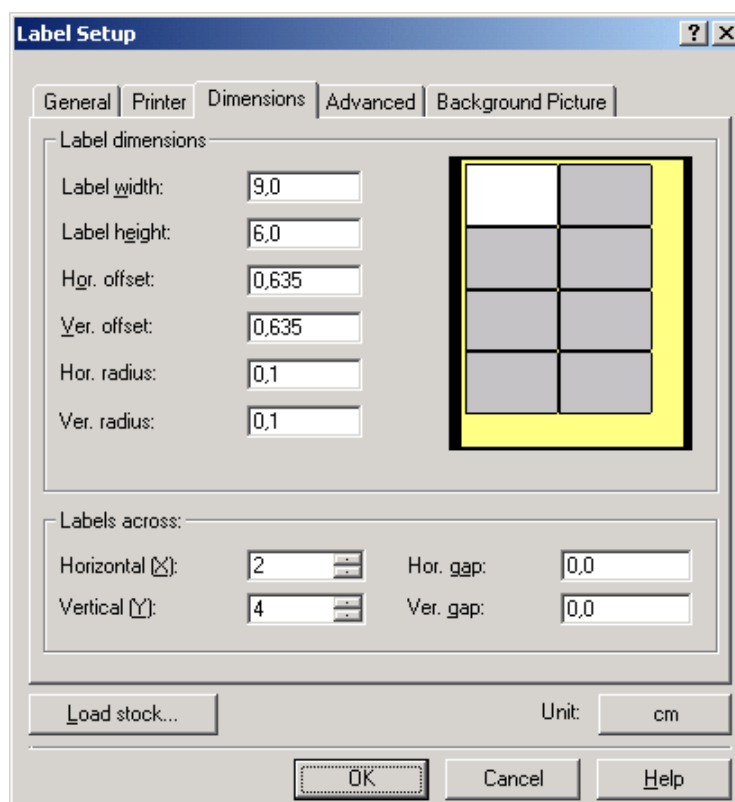 Label Setup
General Printer Dimensions Advanced Background Picture
Label dimensions
Label width: 9,0
Label height: 6,0
Hor. offset: 0,635
Ver. offset: 0,635
Hor. radius: 0,1
Ver. radius: 0,1
Labels across:
Horizontal (X): 2 Hor. gap: 0,0
Vertical (Y): 4 Ver. gap: 0,0
Load stock... Unit: cm
OK Cancel Help